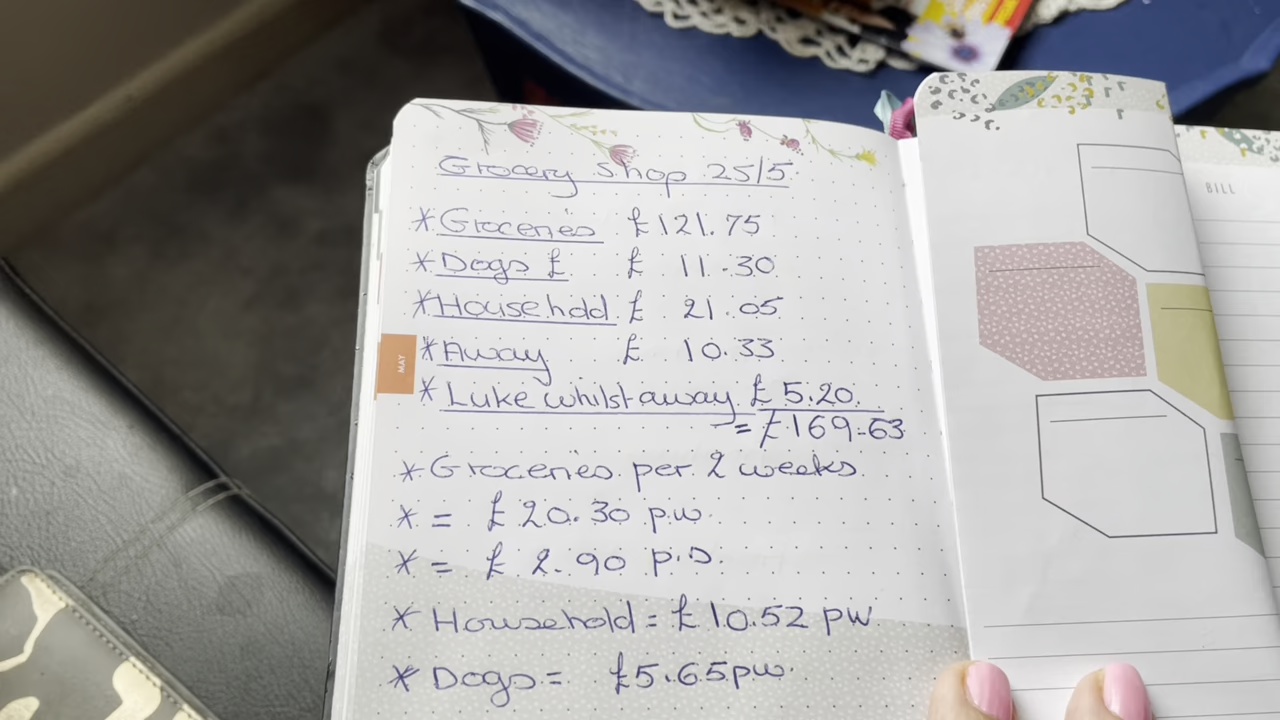 Grocery shop 25/5
BILL
*Groceries £121.75
*Dogs £ £ 11.30
*Household £ 21.05
MAY
*Away £ 10.33
* Luke whilst away £ 5.20
= £169-63
*Groceries per 2 weeks
* = £20.30 p.w.
* = £ 2.90 p.D.
* Household = £10.52 pw
* Dogs = £5.65pw